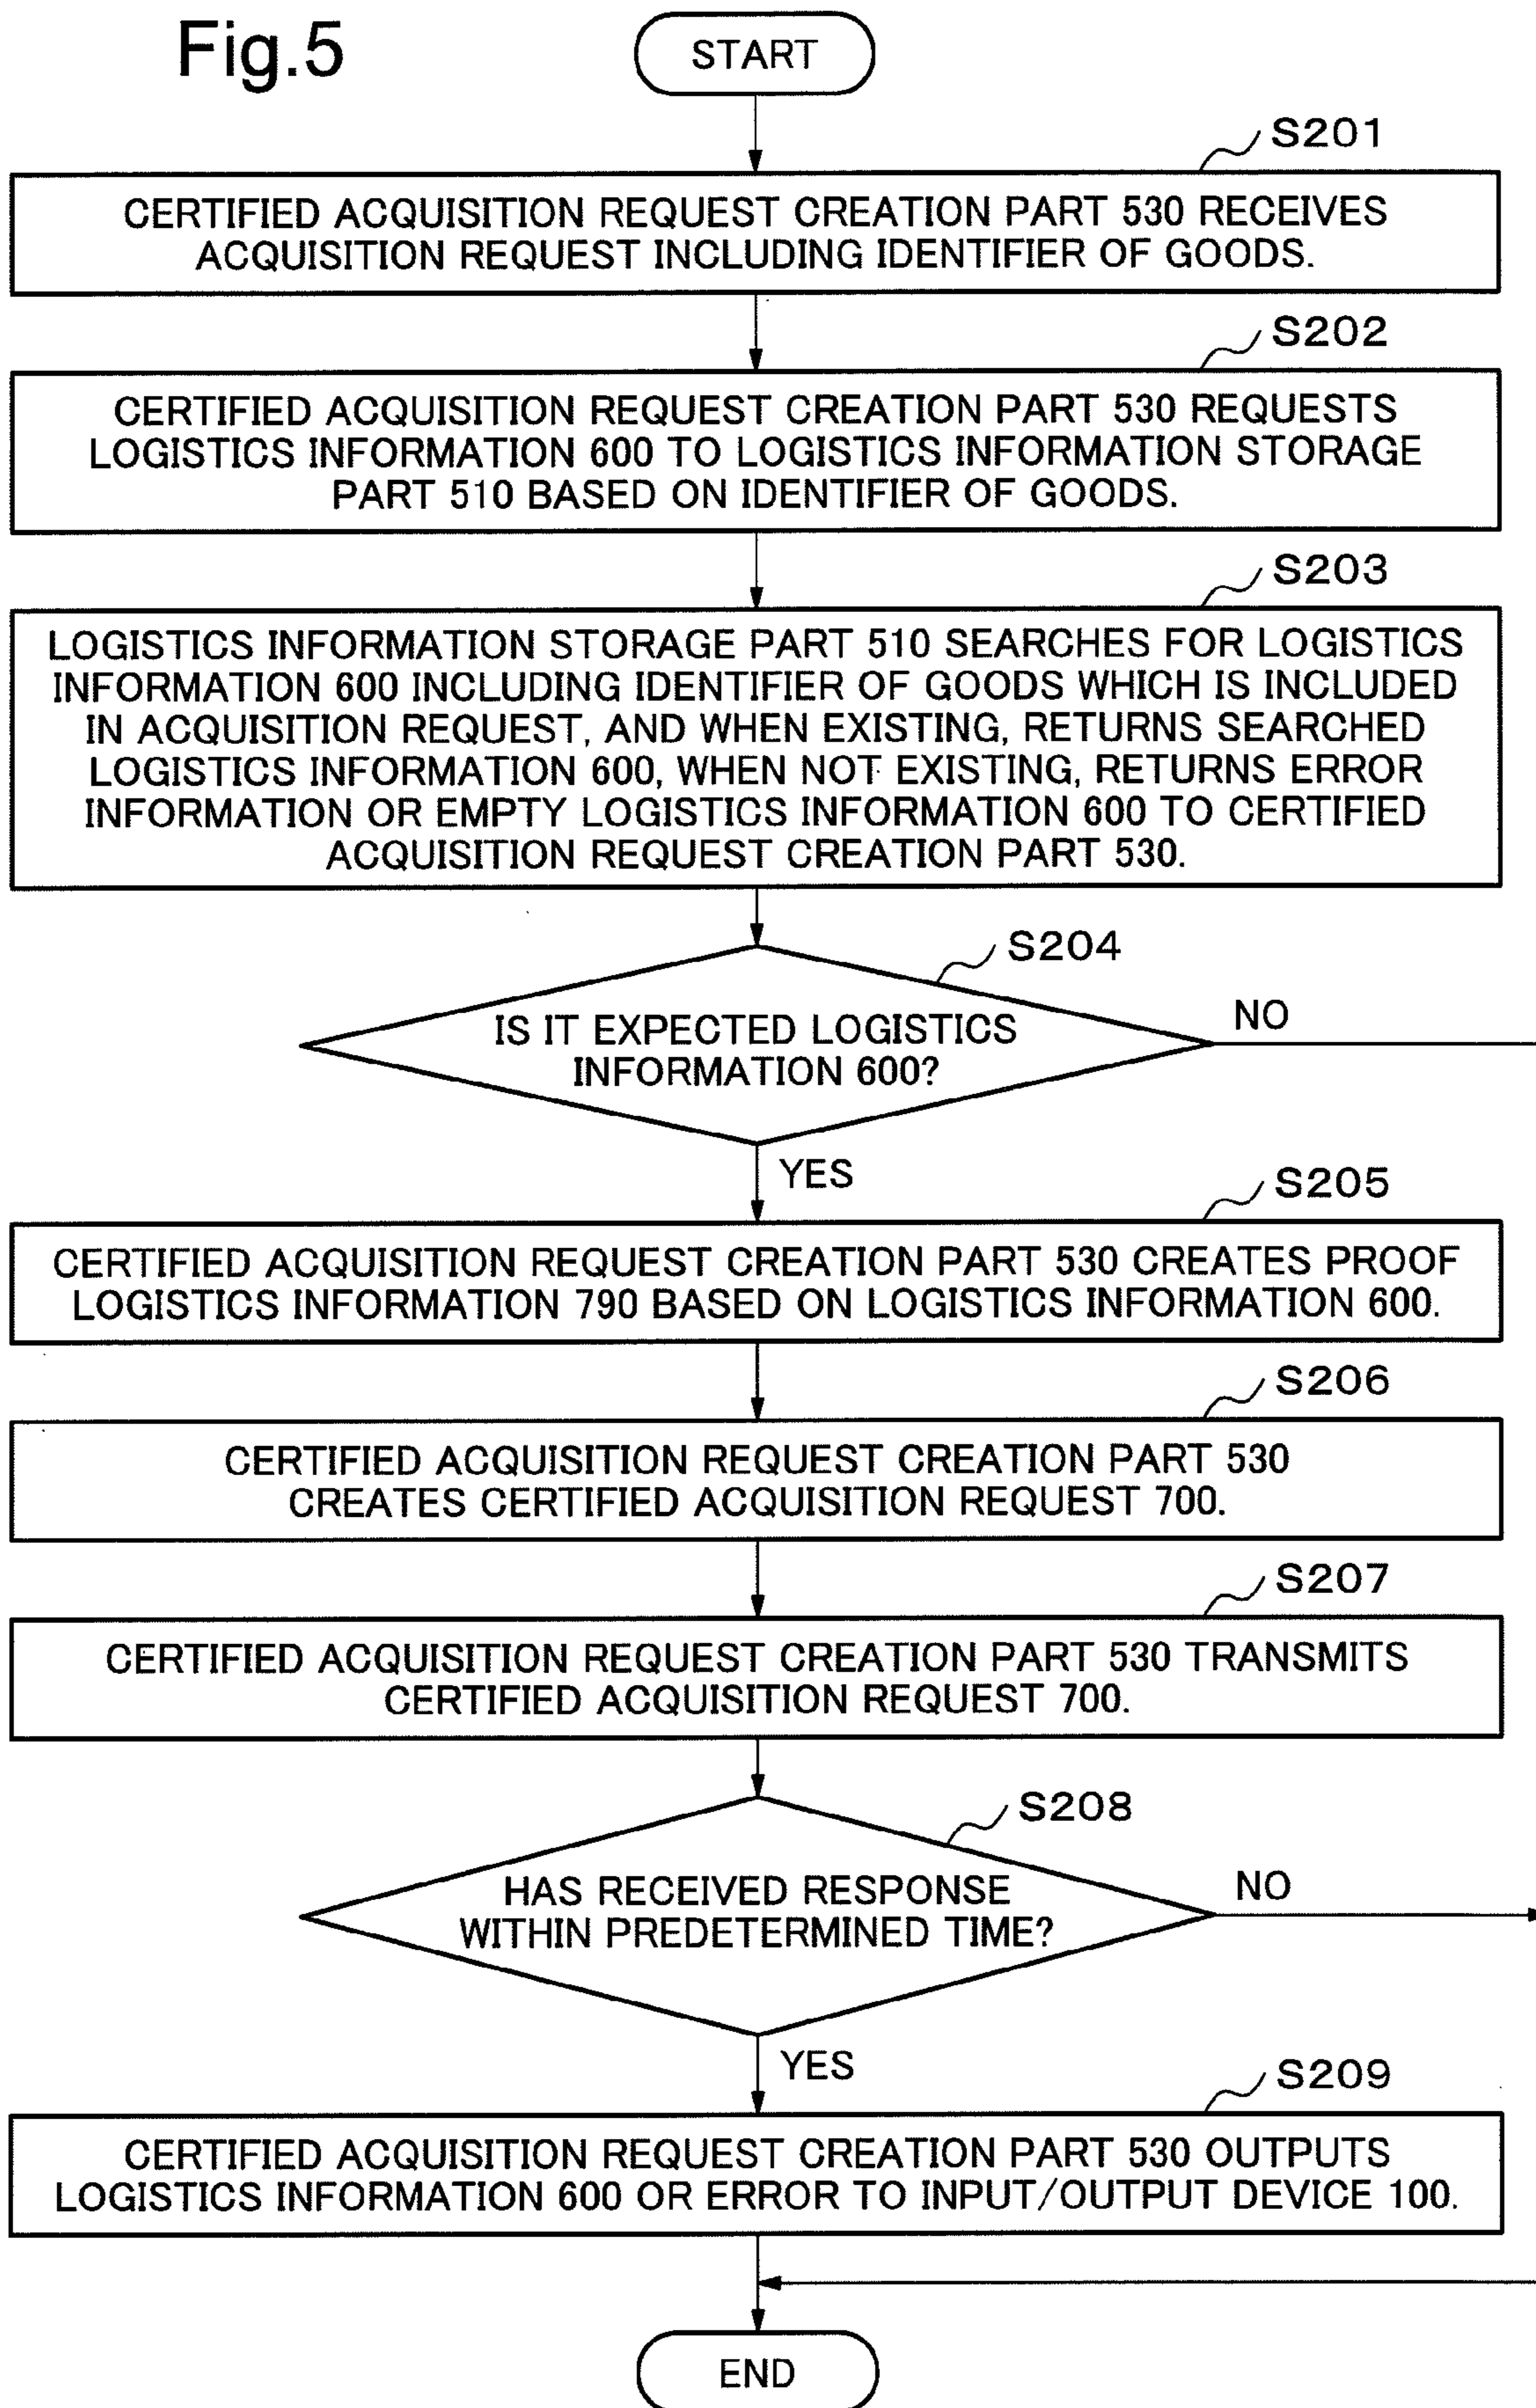 Fig.5
START
S201
CERTIFIED ACQUISITION REQUEST CREATION PART 530 RECEIVES
ACQUISITION REQUEST INCLUDING IDENTIFIER OF GOODS.
S202
CERTIFIED ACQUISITION REQUEST CREATION PART 530 REQUESTS
LOGISTICS INFORMATION 600 TO LOGISTICS INFORMATION STORAGE
PART 510 BASED ON IDENTIFIER OF GOODS.
S203
LOGISTICS INFORMATION STORAGE PART 510 SEARCHES FOR LOGISTICS
INFORMATION 600 INCLUDING IDENTIFIER OF GOODS WHICH IS INCLUDED
IN ACQUISITION REQUEST, AND WHEN EXISTING, RETURNS SEARCHED
LOGISTICS INFORMATION 600, WHEN NOT EXISTING, RETURNS ERROR
INFORMATION OR EMPTY LOGISTICS INFORMATION 600 TO CERTIFIED
ACQUISITION REQUEST CREATION PART 530.
S204
IS IT EXPECTED LOGISTICS
INFORMATION 600?
NO
YES
S205
CERTIFIED ACQUISITION REQUEST CREATION PART 530 CREATES PROOF
LOGISTICS INFORMATION 790 BASED ON LOGISTICS INFORMATION 600.
S206
CERTIFIED ACQUISITION REQUEST CREATION PART 530
CREATES CERTIFIED ACQUISITION REQUEST 700.
S207
CERTIFIED ACQUISITION REQUEST CREATION PART 530 TRANSMITS
CERTIFIED ACQUISITION REQUEST 700.
S208
HAS RECEIVED RESPONSE
WITHIN PREDETERMINED TIME?
NO
YES
S209
CERTIFIED ACQUISITION REQUEST CREATION PART 530 OUTPUTS
LOGISTICS INFORMATION 600 OR ERROR TO INPUT/OUTPUT DEVICE 100.
END